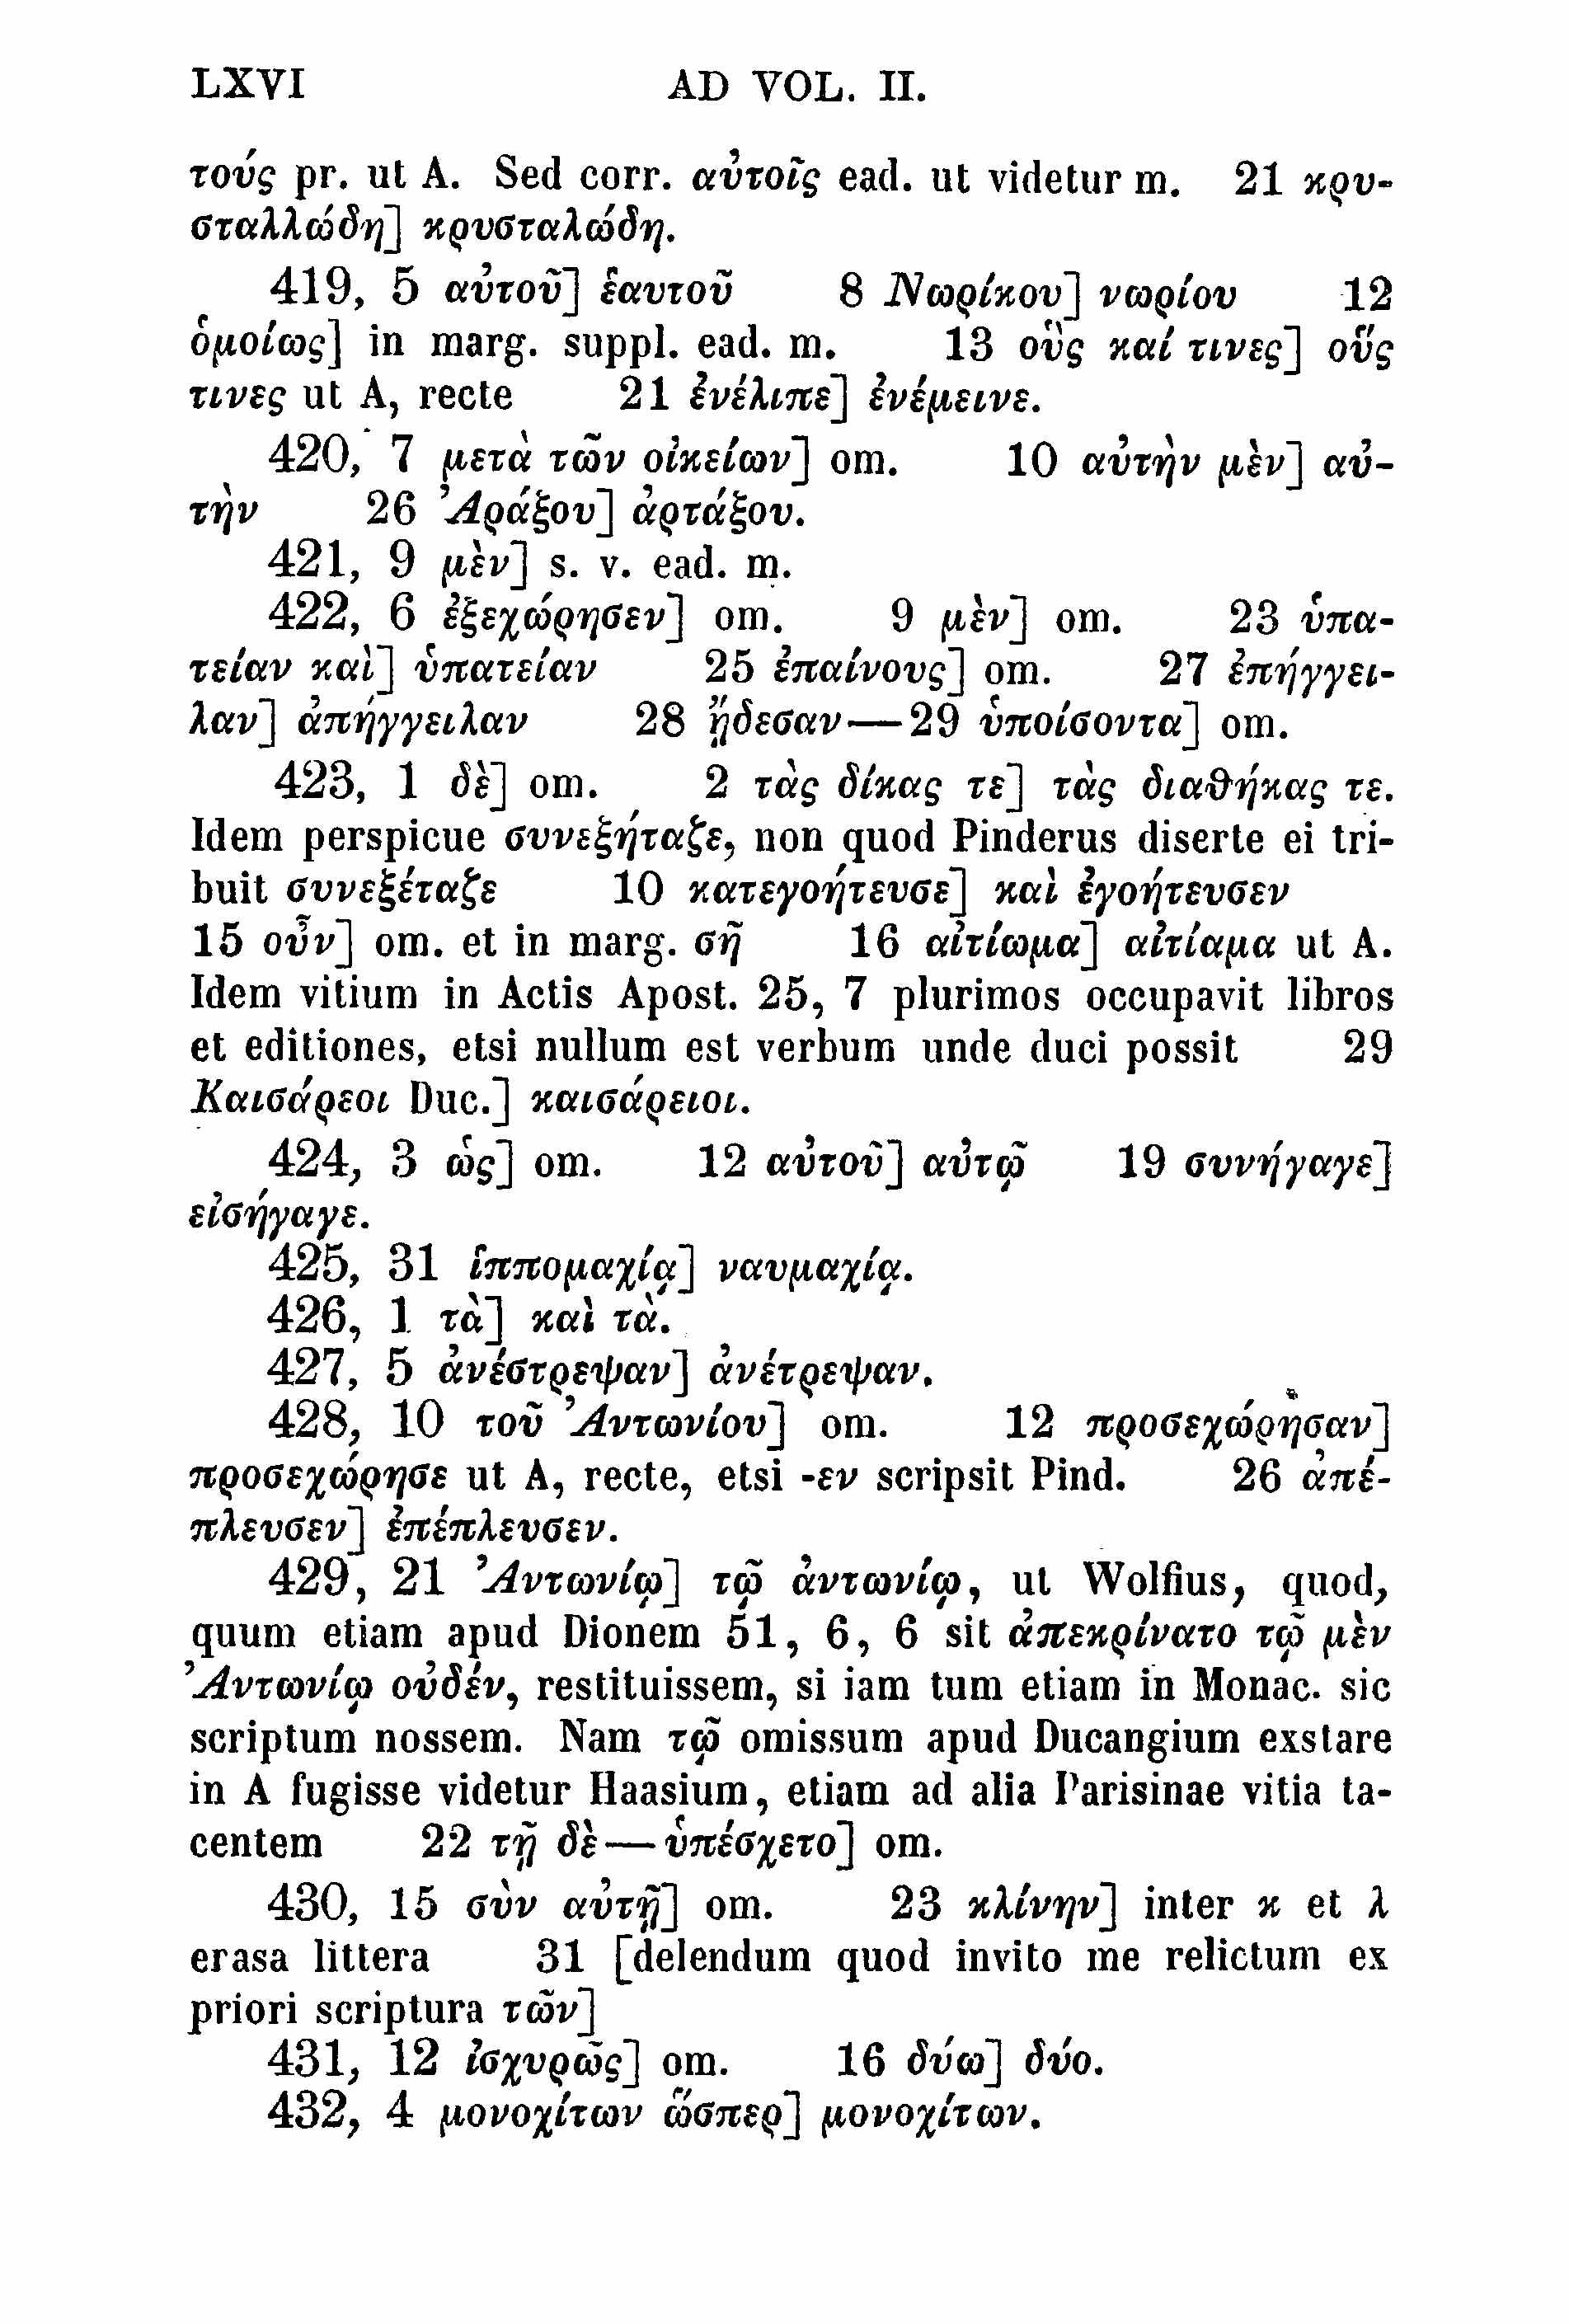 LXVI AD VOL. II.
τούς pr. ut A. Sed corr. αὐτοῖς ead. ut videtur m. 21 κρυ-
σταλλώδη] κρυσταλώδη.
419, 5 αὐτοῦ] ἑαυτοῦ 8 Νωρίκου] νωρίου 12
ὁμοίως] in marg. suppl. ead. m. 13 οὓς καί τινες] οὕς
τινες ut A, recte 21 ἐνέλιπε] ἐνέμεινε.
420, 7 μετὰ τῶν οἰκείων] om. 10 αὐτὴν μὲν] αὐ-
τὴν 26 Ἀράξου] ἀρτάξου.
421, 9 μὲν] s. v. ead. m.
422, 6 ἐξεχώρησεν] om. 9 μὲν] om. 23 ὑπα-
τείαν καὶ] ὑπατείαν 25 ἐπαίνους] om. 27 ἐπήγγει-
λαν] ἀπήγγειλαν 28 ᾔδεσαν—29 ὑποίσοντα] om.
423, 1 δὲ] om. 2 τὰς δίκας τε] τὰς διαθήκας τε.
Idem perspicue συνεξήταζε, non quod Pinderus diserte ei tri-
buit συνεξέταζε 10 κατεγοήτευσε] καὶ ἐγοήτευσεν
15 οὖν] om. et in marg. σῆ 16 αἰτίωμα] αἰτίαμα ut A.
Idem vitium in Actis Apost. 25, 7 plurimos occupavit libros
et editiones, etsi nullum est verbum unde duci possit 29
Καισάρεοι Duc.] καισάρειοι.
424, 3 ὡς] om. 12 αὐτοῦ] αὐτῷ 19 συνήγαγε]
εἰσήγαγε.
425, 31 ἱππομαχίᾳ] ναυμαχίᾳ.
426, 1 τὰ] καὶ τὰ.
427, 5 ἀνέστρεψαν] ἀνέτρεψαν.
428, 10 τοῦ Ἀντωνίου] om. 12 προσεχώρησαν]
προσεχώρησε ut A, recte, etsi -εν scripsit Pind. 26 ἀπέ-
πλευσεν] ἐπέπλευσεν.
429, 21 Ἀντωνίῳ] τῷ ἀντωνίῳ, ut Wolfius, quod,
quum etiam apud Dionem 51, 6, 6 sit ἀπεκρίνατο τῷ μὲν
Ἀντωνίῳ οὐδέν, restituissem, si iam tum etiam in Monac. sic
scriptum nossem. Nam τῷ omissum apud Ducangium exstare
in A fugisse videtur Haasium, etiam ad alia Parisinae vitia ta-
centem 22 τῇ δὲ—ὑπέσχετο] om.
430, 15 σὺν αὐτῇ] om. 23 κλίνην] inter κ et λ
erasa littera 31 [delendum quod invito me relictum ex
priori scriptura τῶν]
431, 12 ἰσχυρῶς] om. 16 δύω] δύο.
432, 4 μονοχίτων ὥσπερ] μονοχίτων.